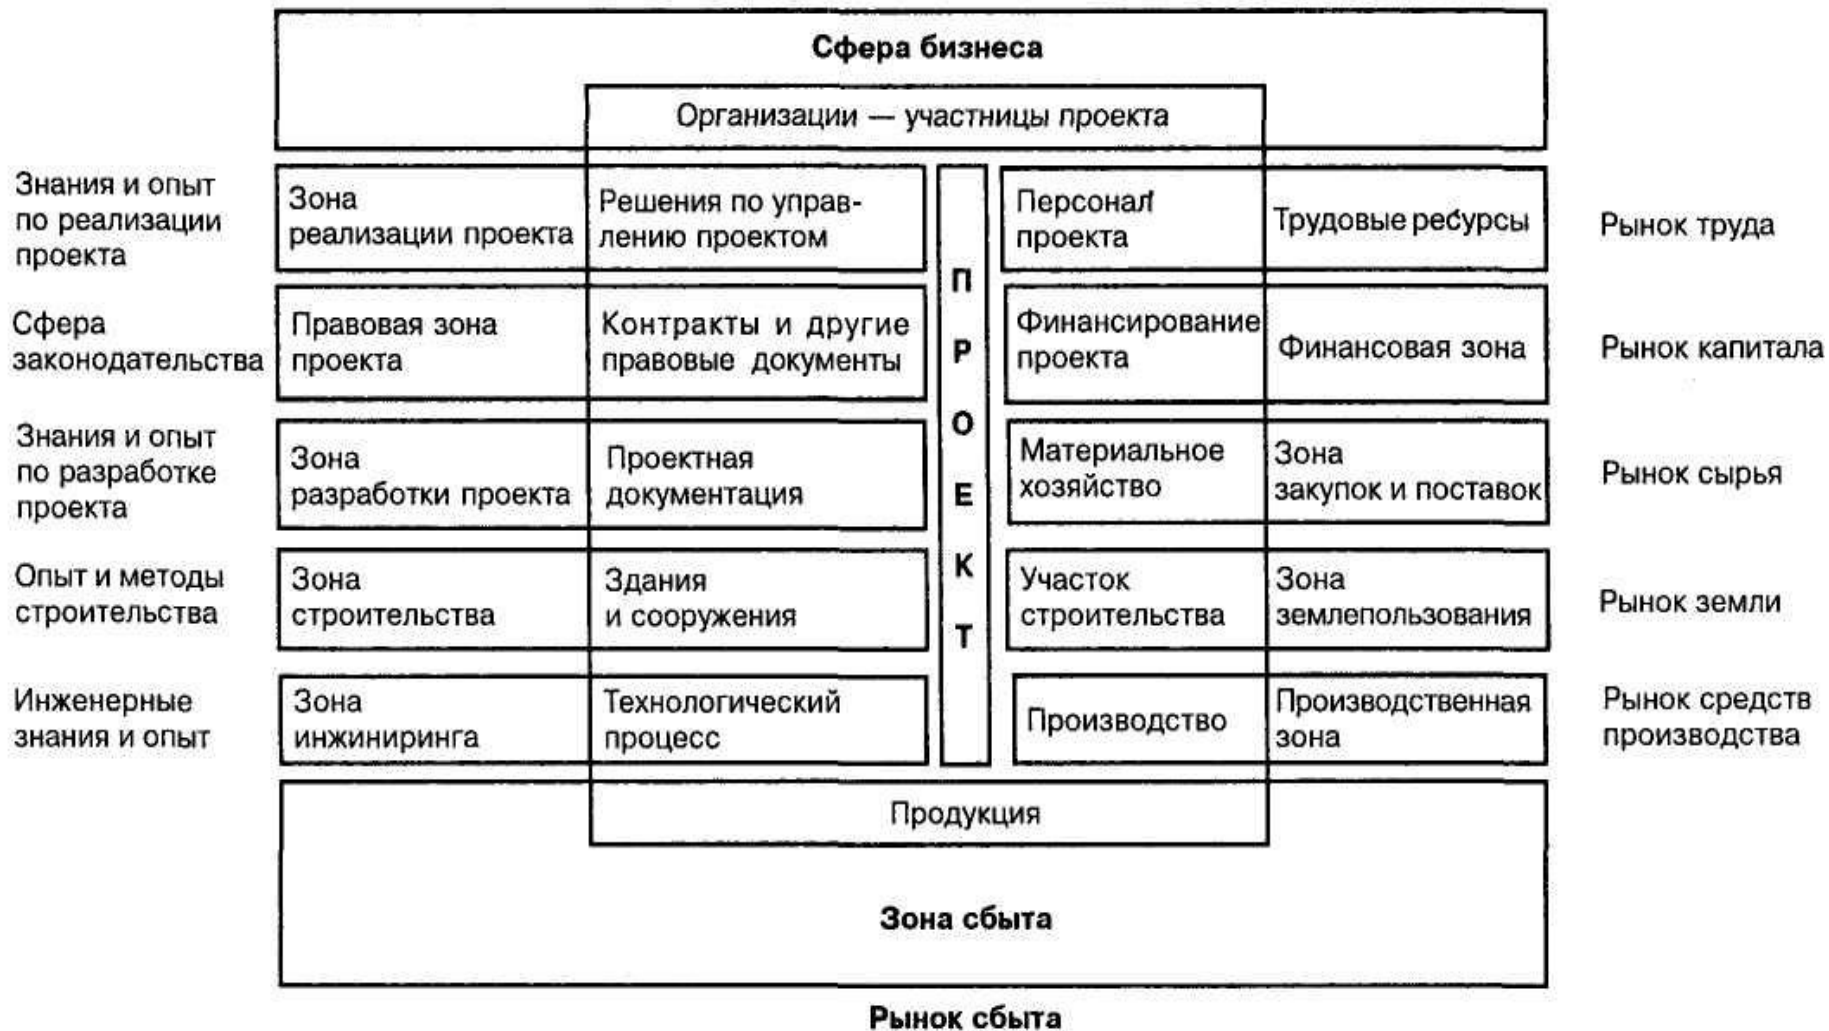 Сфера бизнеса
Организации — участницы проекта
Знания и опыт
по реализации
проекта
Зона
реализации проекта
Решения по управ-
лению проектом
Персонал
проекта
Трудовые ресурсы
Рынок труда
Сфера
законодательства
Правовая зона
проекта
Контракты и другие
правовые документы
Финансирование
проекта
Финансовая зона
Рынок капитала
Знания и опыт
по разработке
проекта
Зона
разработки проекта
Проектная
документация
Материальное
хозяйство
Зона
закупок и поставок
Рынок сырья
Опыт и методы
строительства
Зона
строительства
Здания
и сооружения
Участок
строительства
Зона
землепользования
Рынок земли
Инженерные
знания и опыт
Зона
инжиниринга
Технологический
процесс
Производство
Производственная
зона
Рынок средств
производства
П
Р
О
Е
К
Т
Продукция
Зона сбыта
Рынок сбыта